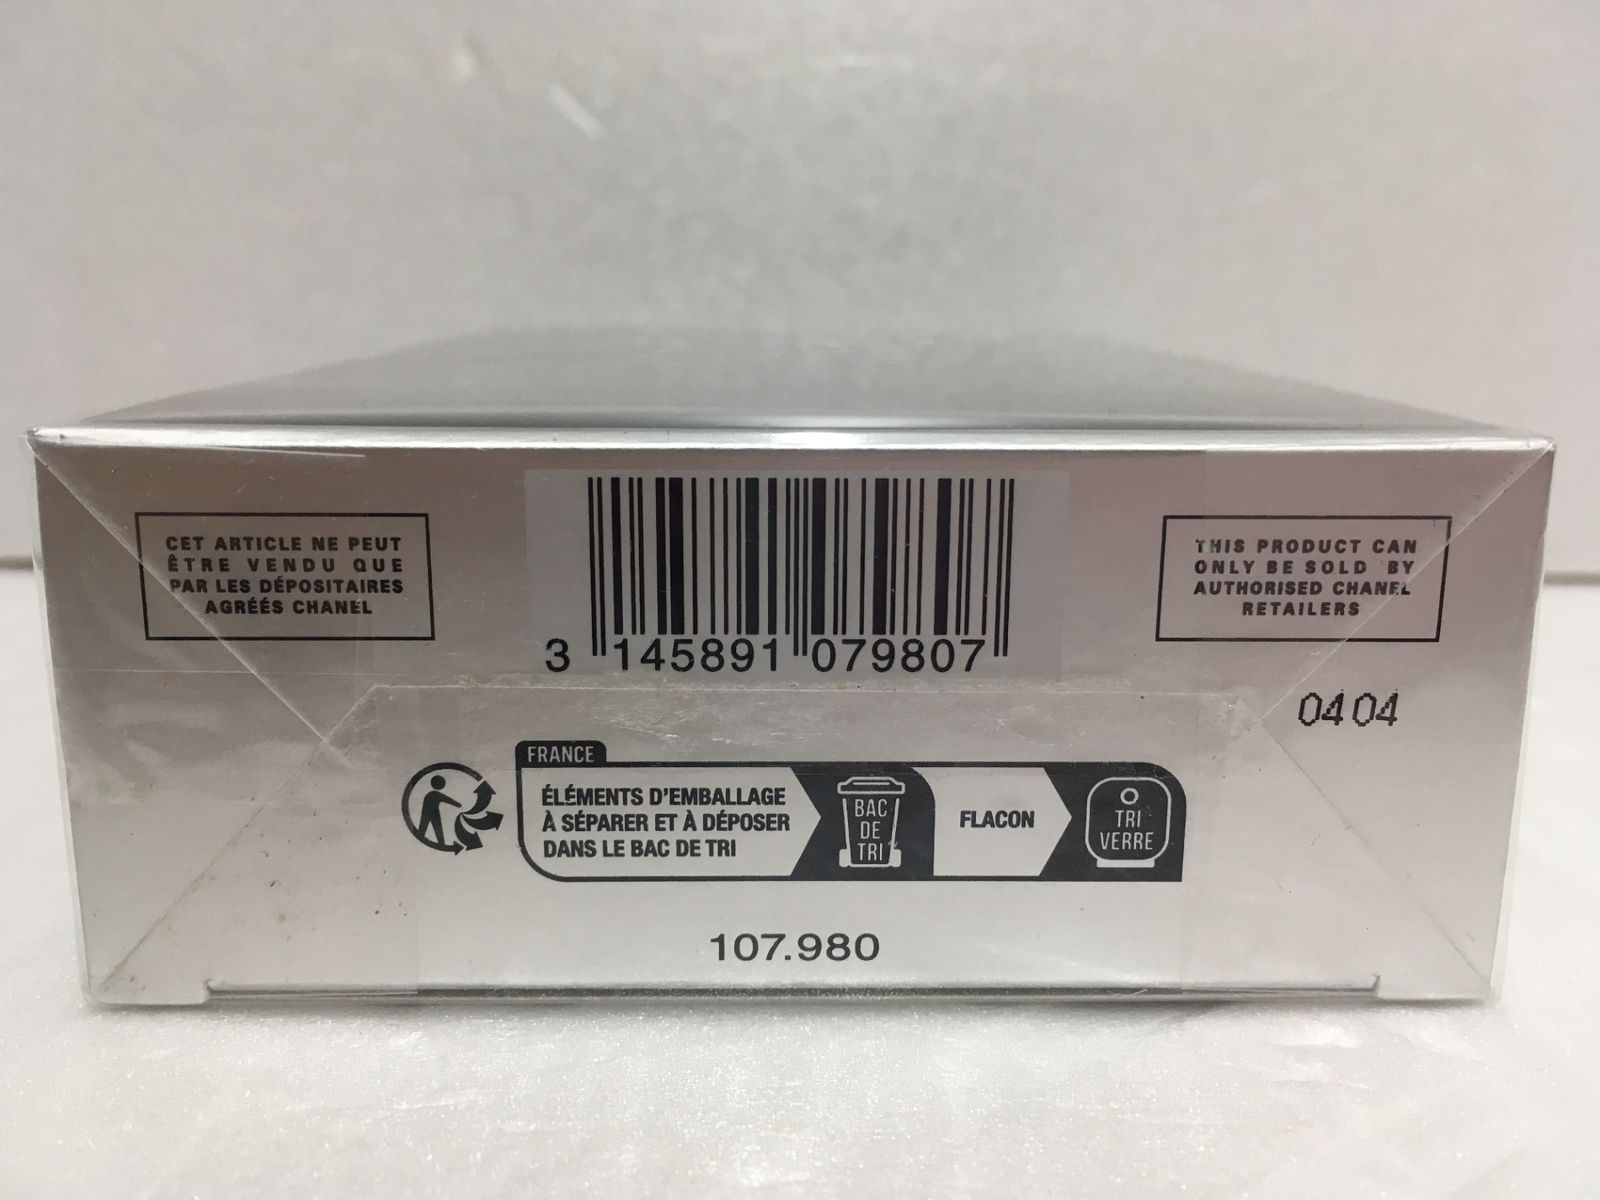 CET ARTICLE NE PEUT
ÊTRE VENDU QUE
PAR LES DÉPOSITAIRES
AGRÉÉS CHANEL
3 145891 079807
THIS PRODUCT CAN
ONLY BE SOLD BY
AUTHORISED CHANEL
RETAILERS
0404
FRANCE
ÉLÉMENTS D'EMBALLAGE
À SÉPARER ET À DÉPOSER
DANS LE BAC DE TRI
BAC
DE
TRI
FLACON
TRI
VERRE
107.980